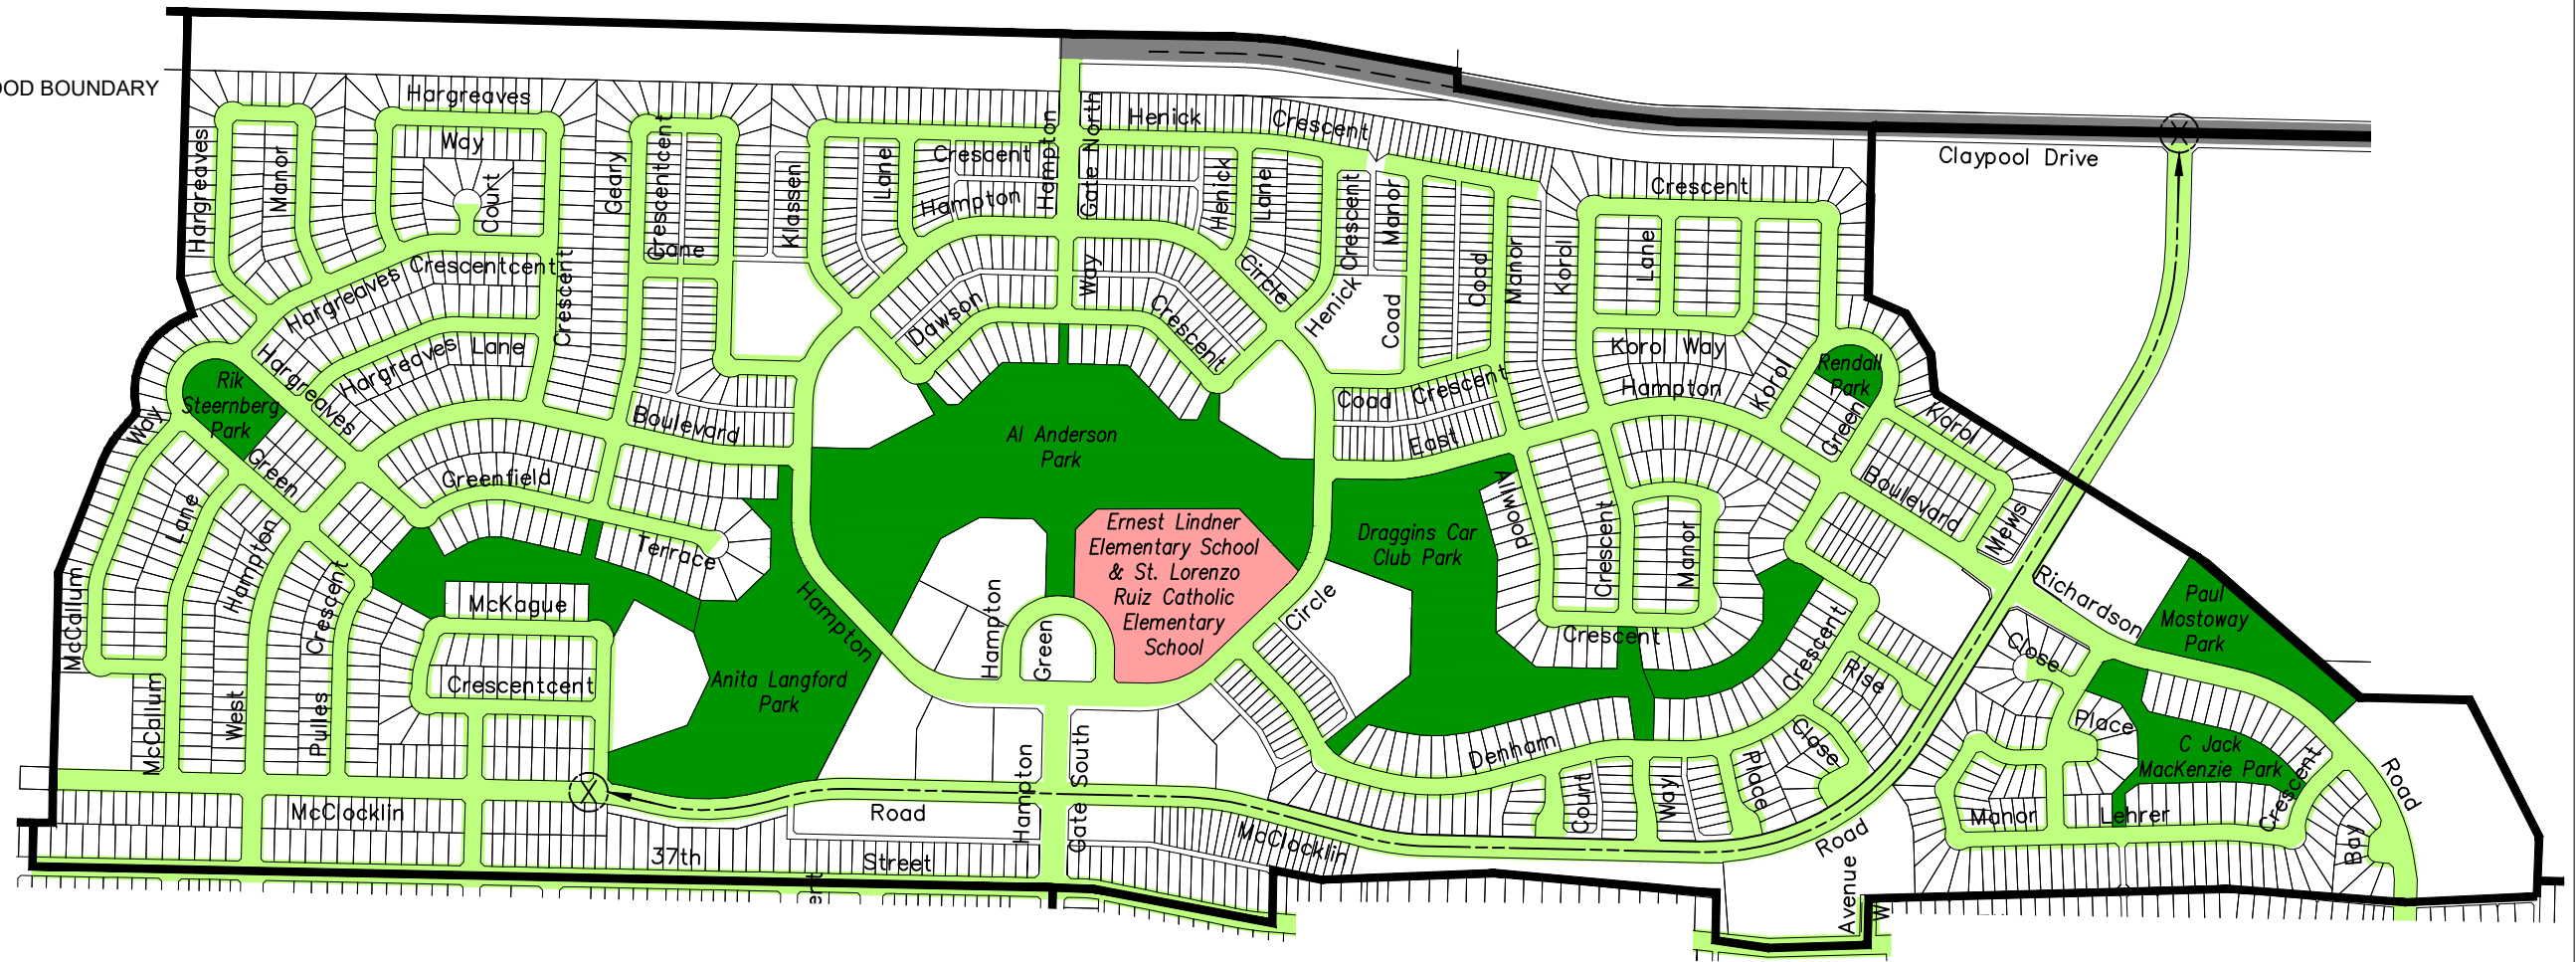 OOD BOUNDARY
Hargreaves
Way
Court
Hargreaves
Manor
Crescentcent
Hargreaves
Crescent
Hargreaves Lane
Hargreaves
Geary
Crescentcent
Lane
Klassen
Lane
Crescent
Hampton
Hampton
Gate North
Henick
Crescent
Henick
Lane
Crescent
Henick
Manor
Coad
Coad
Manor
Korol
Crescent
Lane
Korol Way
Korol
Hampton
Claypool Drive
Way
Circle
Dawson
Crescent
Coad Crescent
East
Rendall
Park
Green
Korol
Boulevard
Mews
Rik
Steernberg
Park
Way
Green
Lane
Hampton
McCallum
McCallum
West
Pulles
Crescent
Greenfield
Terrace
Boulevard
McKague
Crescentcent
Al Anderson
Park
Ernest Lindner
Elementary School
& St. Lorenzo
Ruiz Catholic
Elementary
School
Hampton
Hampton
Green
Circle
Anita Langford
Park
Draggins Car
Club Park
Allwood
Crescent
Manor
Crescent
Crescent
Rise
Close
Denham
Court
Way
Place
Richardson
Paul
Mostoway
Park
Close
Place
C Jack
MacKenzie Park
Crescent
Manor
Lehrer
Bay
Road
McClocklin
Road
Hampton
Gate South
McClocklin
Road
37th
Street
ent
Avenue
W
X
X